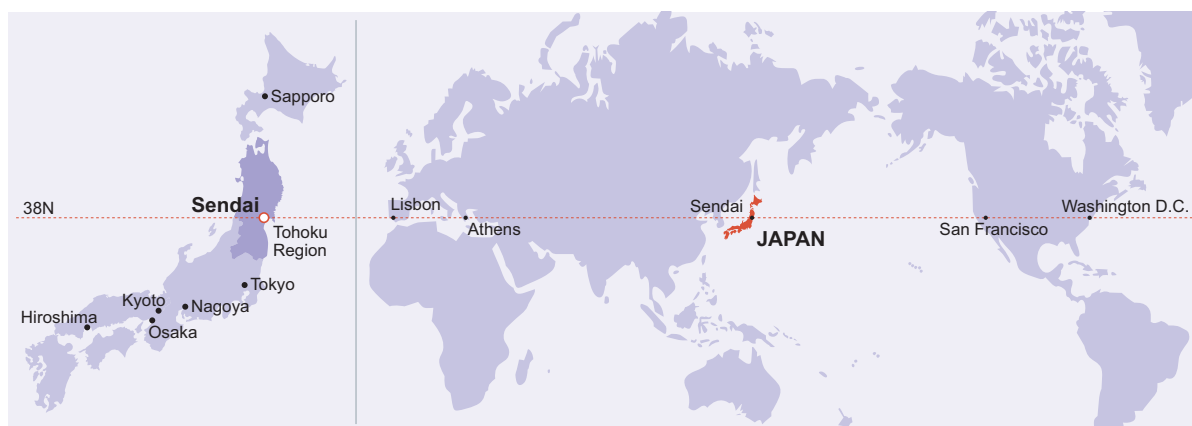 Sapporo
38N
Sendai
Tohoku
Region
Tokyo
Kyoto
Nagoya
Hiroshima
Osaka
Lisbon
Athens
Sendai
JAPAN
Washington D.C.
San Francisco